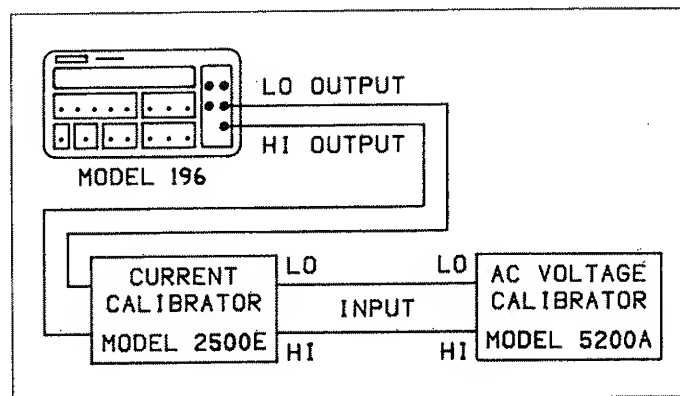 LO OUTPUT
HI OUTPUT
MODEL 196
CURRENT
CALIBRATOR
MODEL 2500E
LO
LO
INPUT
HI
HI
AC VOLTAGE
CALIBRATOR
MODEL 5200A